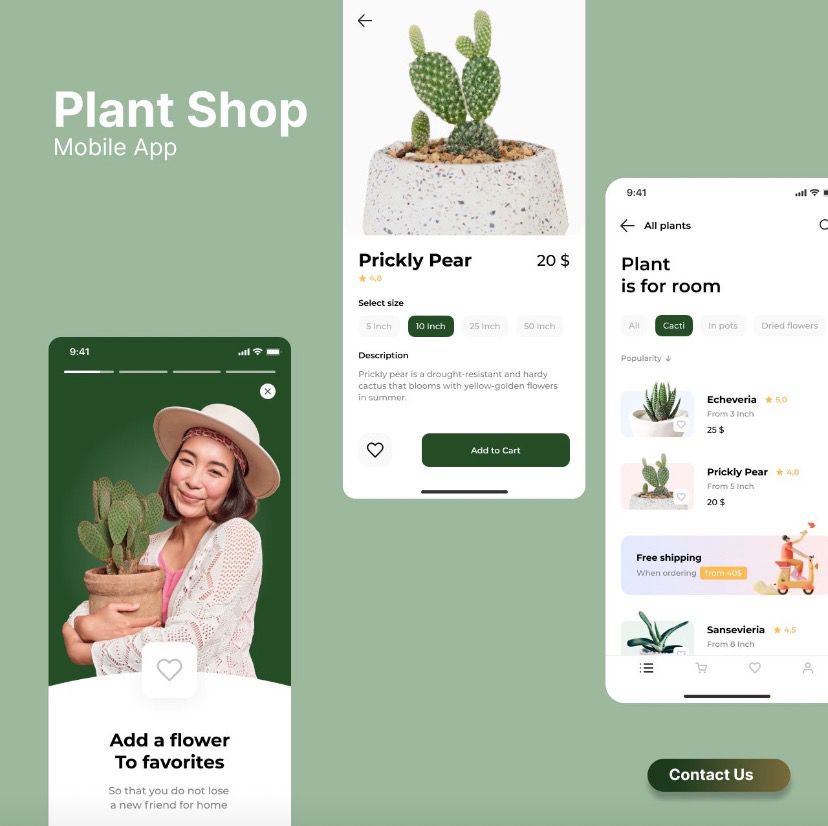 Plant Shop
Mobile App
9:41
Add a flower
To favorites
So that you do not lose
a new friend for home
Prickly Pear 20 $
★ 4,8
Select size
5 Inch 10 Inch 25 Inch 50 Inch
Description
Prickly pear is a drought-resistant and hardy
cactus that blooms with yellow-golden flowers
in summer.
Add to Cart
9:41
All plants
Plant
is for room
All Cacti In pots Dried flowers
Popularity ↓
Echeveria ★ 5,0
From 3 Inch
25 $
Prickly Pear ★ 4,8
From 5 Inch
20 $
Free shipping
When ordering from 40$
Sansevieria ★ 4,5
From 8 Inch
Contact Us